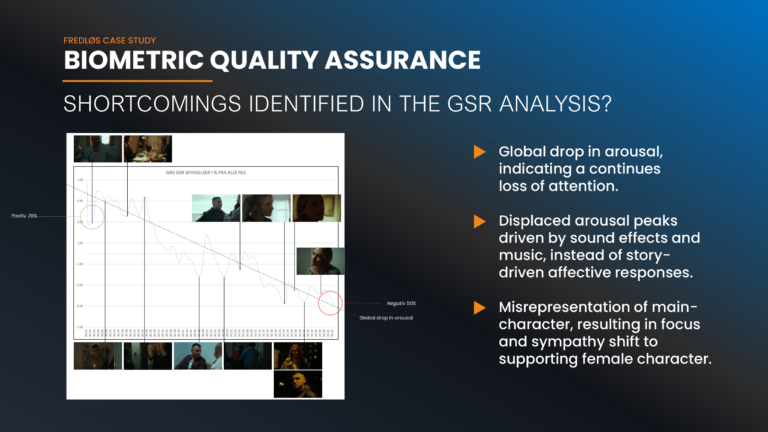 FREDLØS CASE STUDY
BIOMETRIC QUALITY ASSURANCE
SHORTCOMINGS IDENTIFIED IN THE GSR ANALYSIS?
Positiv 28%
Negativ 50%
Global drop in arousal
Global drop in arousal,
indicating a continues
loss of attention.
Displaced arousal peaks
driven by sound effects and
music, instead of story-
driven affective responses.
Misrepresentation of main-
character, resulting in focus
and sympathy shift to
supporting female character.